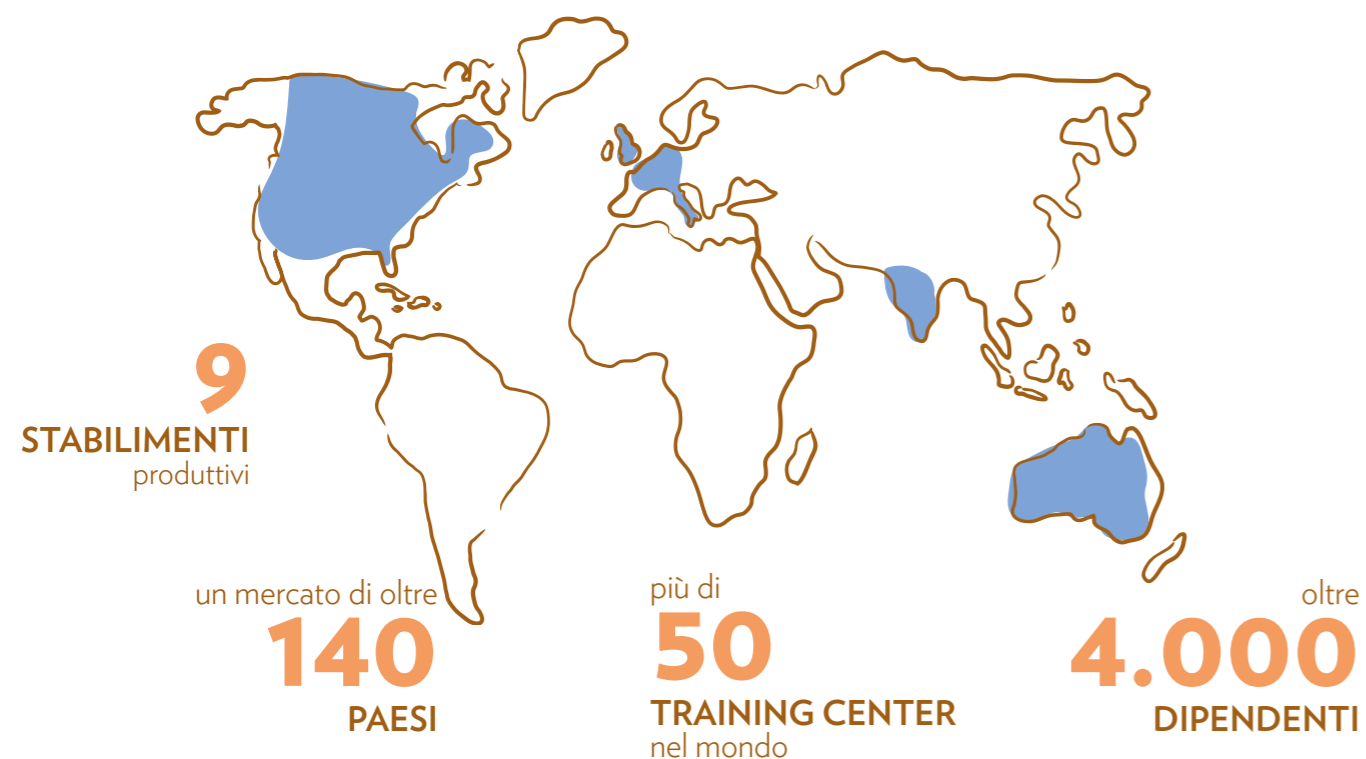 9
STABILIMENTI
produttivi
un mercato di oltre
140
PAESI
più di
50
TRAINING CENTER
nel mondo
oltre
4.000
DIPENDENTI